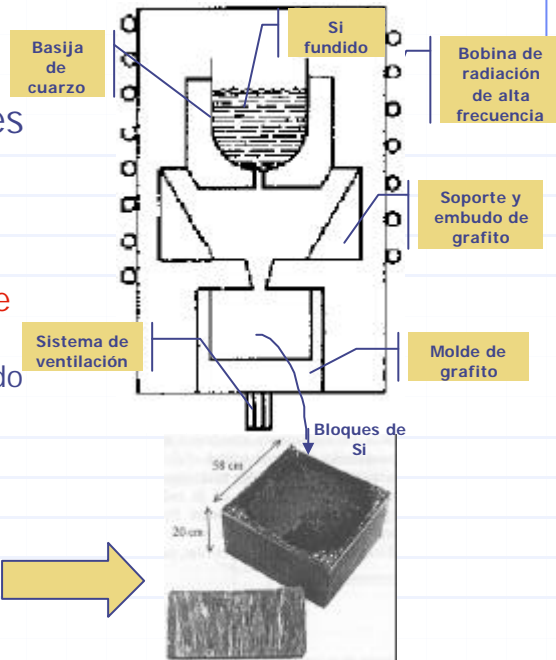 Basija
de
cuarzo
Si
fundido
Bobina de
radiación
de alta
frecuencia
es
Soporte y
embudo de
grafito
e
Sistema de
ventilación
do
Molde de
grafito
Bloques de
Si
58 cm
20 cm